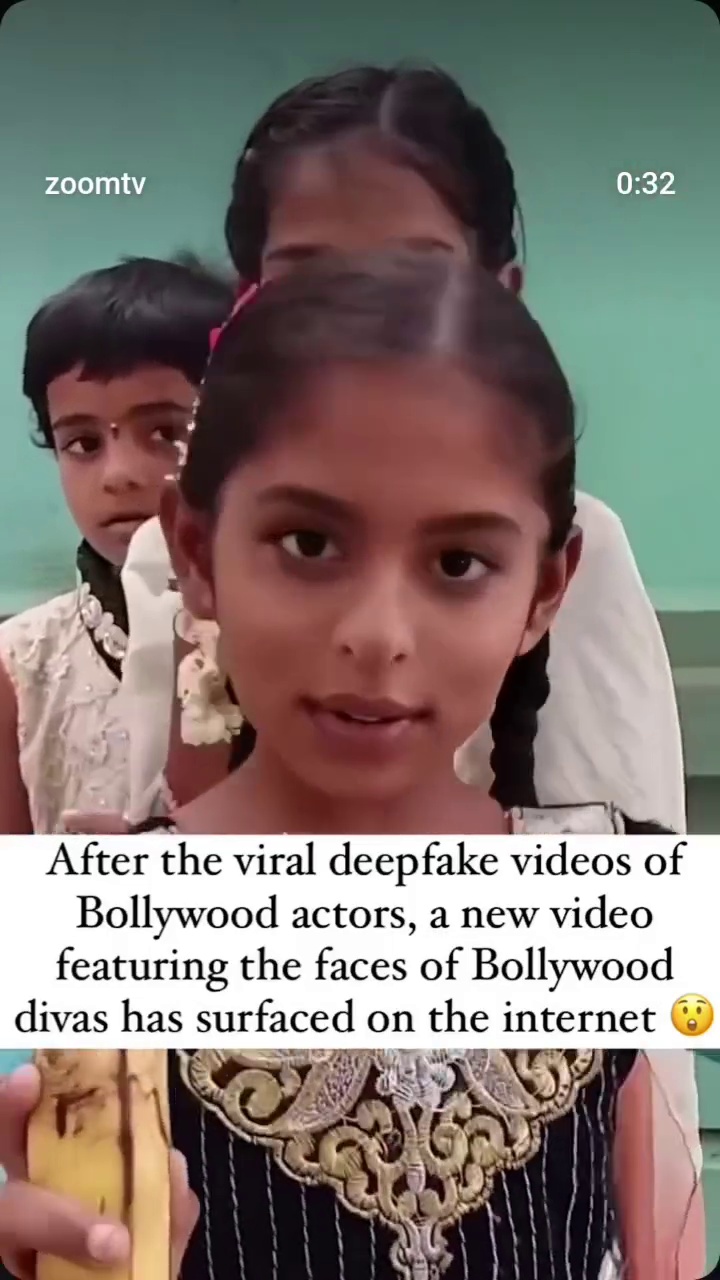 zoomtv
0:32
After the viral deepfake videos of
Bollywood actors, a new video
featuring the faces of Bollywood
divas has surfaced on the internet 😲